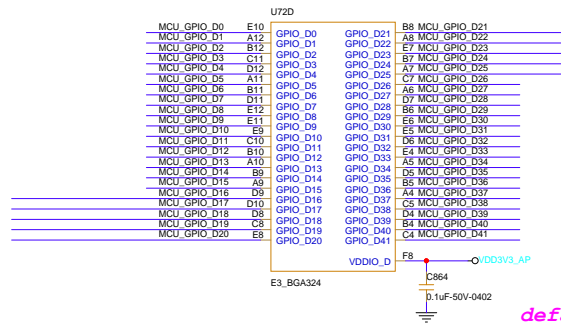 U72D
MCU_GPIO_D0 E10 GPIO_D0 GPIO_D21 B8 MCU_GPIO_D21
MCU_GPIO_D1 A12 GPIO_D1 GPIO_D22 A8 MCU_GPIO_D22
MCU_GPIO_D2 B12 GPIO_D2 GPIO_D23 E7 MCU_GPIO_D23
MCU_GPIO_D3 C11 GPIO_D3 GPIO_D24 B7 MCU_GPIO_D24
MCU_GPIO_D4 D12 GPIO_D4 GPIO_D25 A7 MCU_GPIO_D25
MCU_GPIO_D5 A11 GPIO_D5 GPIO_D26 C7 MCU_GPIO_D26
MCU_GPIO_D6 B11 GPIO_D6 GPIO_D27 A6 MCU_GPIO_D27
MCU_GPIO_D7 D11 GPIO_D7 GPIO_D28 D7 MCU_GPIO_D28
MCU_GPIO_D8 E12 GPIO_D8 GPIO_D29 B6 MCU_GPIO_D29
MCU_GPIO_D9 E11 GPIO_D9 GPIO_D30 E6 MCU_GPIO_D30
MCU_GPIO_D10 E9 GPIO_D10 GPIO_D31 E5 MCU_GPIO_D31
MCU_GPIO_D11 C10 GPIO_D11 GPIO_D32 D6 MCU_GPIO_D32
MCU_GPIO_D12 B10 GPIO_D12 GPIO_D33 E4 MCU_GPIO_D33
MCU_GPIO_D13 A10 GPIO_D13 GPIO_D34 A5 MCU_GPIO_D34
MCU_GPIO_D14 B9 GPIO_D14 GPIO_D35 D5 MCU_GPIO_D35
MCU_GPIO_D15 A9 GPIO_D15 GPIO_D36 B5 MCU_GPIO_D36
MCU_GPIO_D16 D9 GPIO_D16 GPIO_D37 A4 MCU_GPIO_D37
MCU_GPIO_D17 D10 GPIO_D17 GPIO_D38 C5 MCU_GPIO_D38
MCU_GPIO_D18 D8 GPIO_D18 GPIO_D39 D4 MCU_GPIO_D39
MCU_GPIO_D19 C8 GPIO_D19 GPIO_D40 B4 MCU_GPIO_D40
MCU_GPIO_D20 E8 GPIO_D20 GPIO_D41 C4 MCU_GPIO_D41
VDDIO_D F8 VDD3V3_AP
E3_BGA324 C864
0.1uF-50V-0402
defa